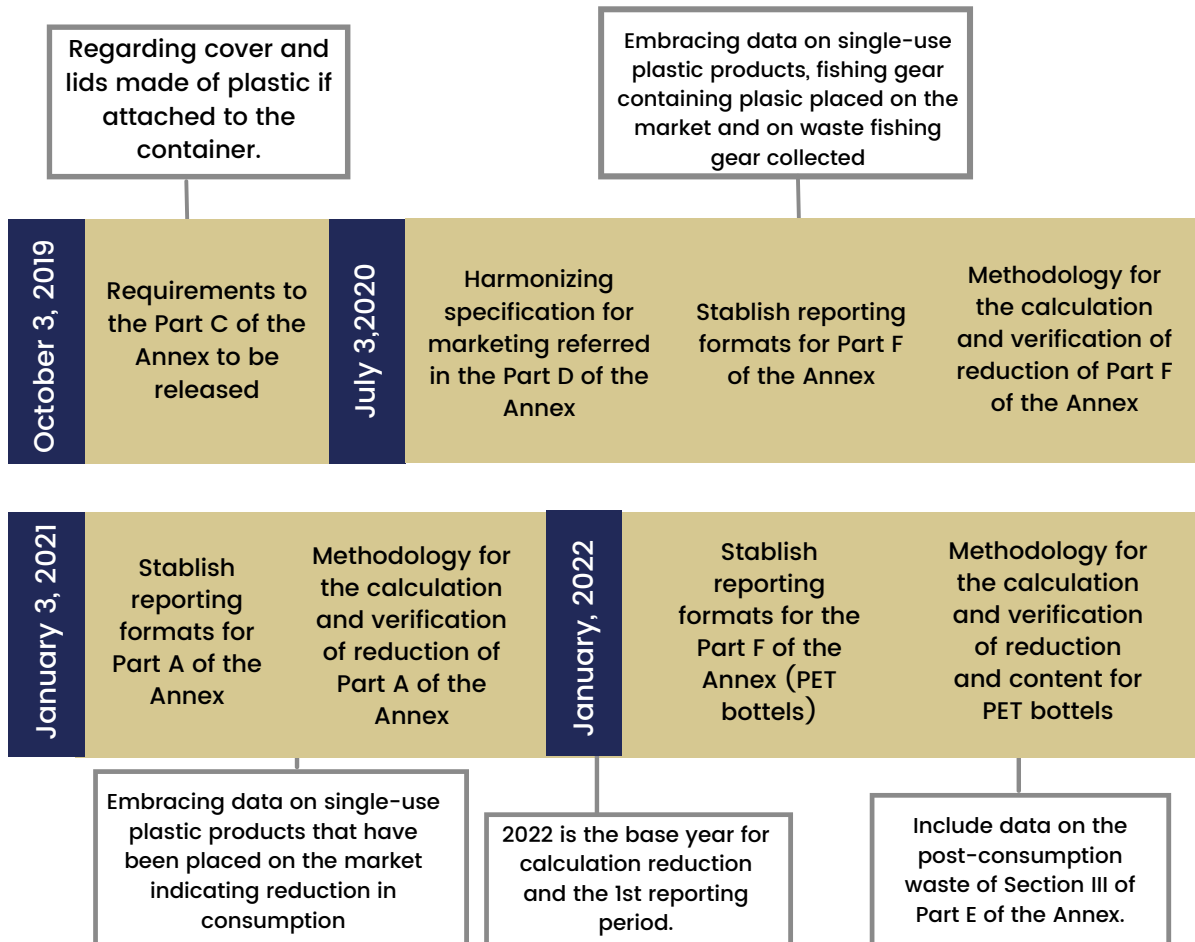 Regarding cover and
lids made of plastic if
attached to the
container.
Embracing data on single-use
plastic products, fishing gear
containing plasic placed on the
market and on waste fishing
gear collected
October 3, 2019
Requirements to
the Part C of the
Annex to be
released
July 3,2020
Harmonizing
specification for
marketing referred
in the Part D of the
Annex
Stablish reporting
formats for Part F
of the Annex
Methodology for
the calculation
and verification of
reduction of Part F
of the Annex
January 3, 2021
Stablish
reporting
formats for
Part A of the
Annex
Methodology for
the calculation
and verification
of reduction of
Part A of the
Annex
January, 2022
Stablish
reporting
formats for the
Part F of the
Annex (PET
bottels)
Methodology for
the calculation
and verification
of reduction
and content for
PET bottels
Embracing data on single-use
plastic products that have
been placed on the market
indicating reduction in
consumption
2022 is the base year for
calculation reduction
and the 1st reporting
period.
Include data on the
post-consumption
waste of Section III of
Part E of the Annex.